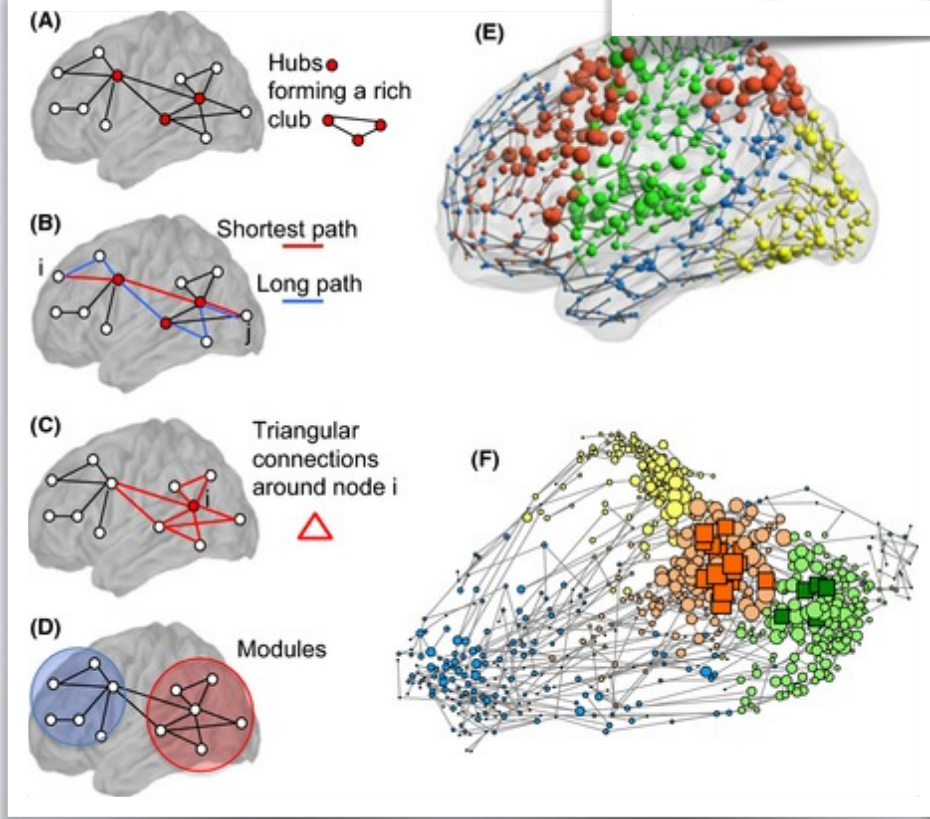 (A)
Hubs
forming a rich
club
(B)
Shortest path
i
Long path
j
(C)
Triangular
connections
around node i
i
(D)
Modules
(E)
(F)